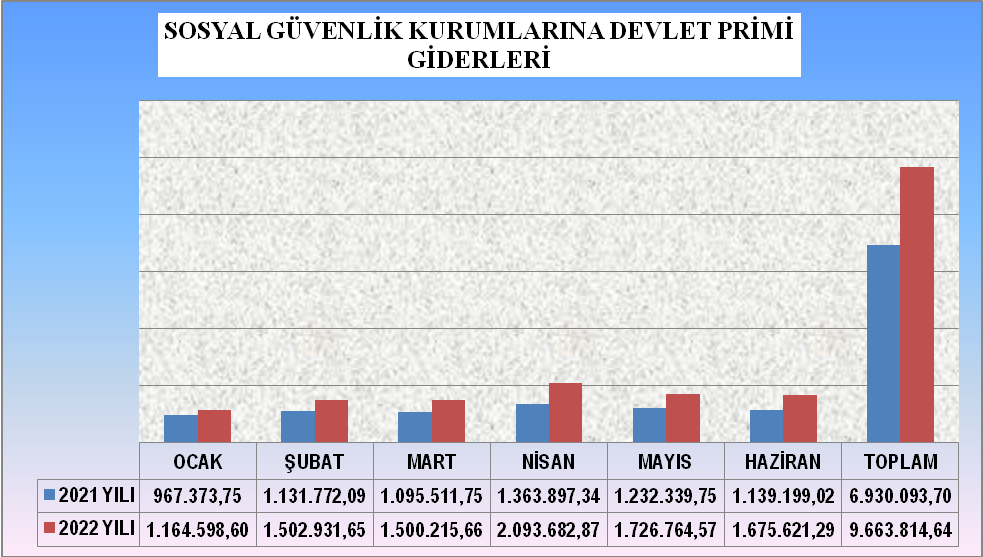 SOSYAL GÜVENLİK KURUMLARINA DEVLET PRİMİ
GİDERLERİ
OCAK ŞUBAT MART NİSAN MAYIS HAZİRAN TOPLAM
2021 YILI 967.373,75 1.131.772,09 1.095.511,75 1.363.897,34 1.232.339,75 1.139.199,02 6.930.093,70
2022 YILI 1.164.598,60 1.502.931,65 1.500.215,66 2.093.682,87 1.726.764,57 1.675.621,29 9.663.814,64